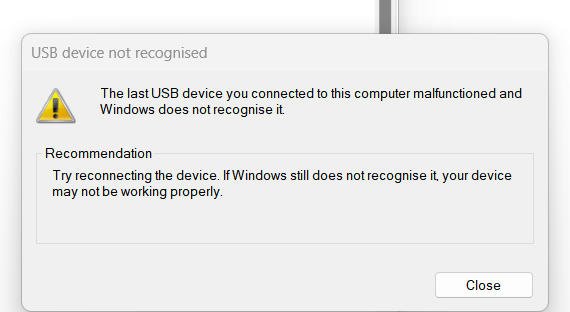 USB device not recognised
The last USB device you connected to this computer malfunctioned and
Windows does not recognise it.
Recommendation
Try reconnecting the device. If Windows still does not recognise it, your device
may not be working properly.
Close